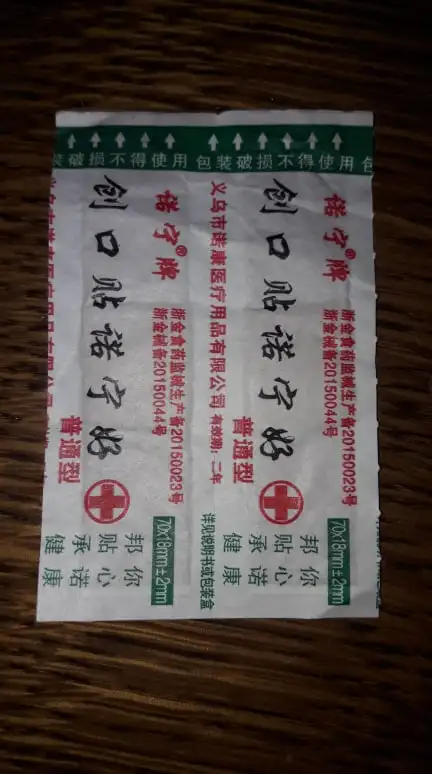 装破损不得使用 包装破损不得使用 包
诺字®牌
浙金食药监械生产备20150023号
浙金械备20150044号
创口贴诺字好
普通型
70x18mm±2mm
邦你
贴心
承诺
健康
义乌市诺康医疗用品有限公司 有效期：二年
详见说明书或包装盒
诺字®牌
浙金食药监械生产备20150023号
浙金械备20150044号
创口贴诺字好
普通型
70x18mm±2mm
邦你
贴心
承诺
健康